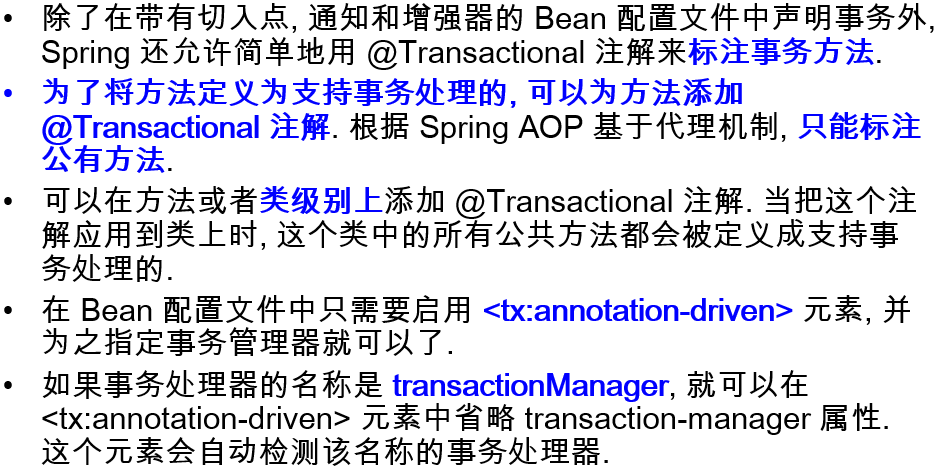 • 除了在带有切入点, 通知和增强器的 Bean 配置文件中声明事务外,
Spring 还允许简单地用 @Transactional 注解来标注事务方法.
• 为了将方法定义为支持事务处理的, 可以为方法添加
@Transactional 注解. 根据 Spring AOP 基于代理机制, 只能标注
公有方法.
• 可以在方法或者类级别上添加 @Transactional 注解. 当把这个注
解应用到类上时, 这个类中的所有公共方法都会被定义成支持事
务处理的.
• 在 Bean 配置文件中只需要启用 <tx:annotation-driven> 元素, 并
为之指定事务管理器就可以了.
• 如果事务处理器的名称是 transactionManager, 就可以在
<tx:annotation-driven> 元素中省略 transaction-manager 属性.
这个元素会自动检测该名称的事务处理器.